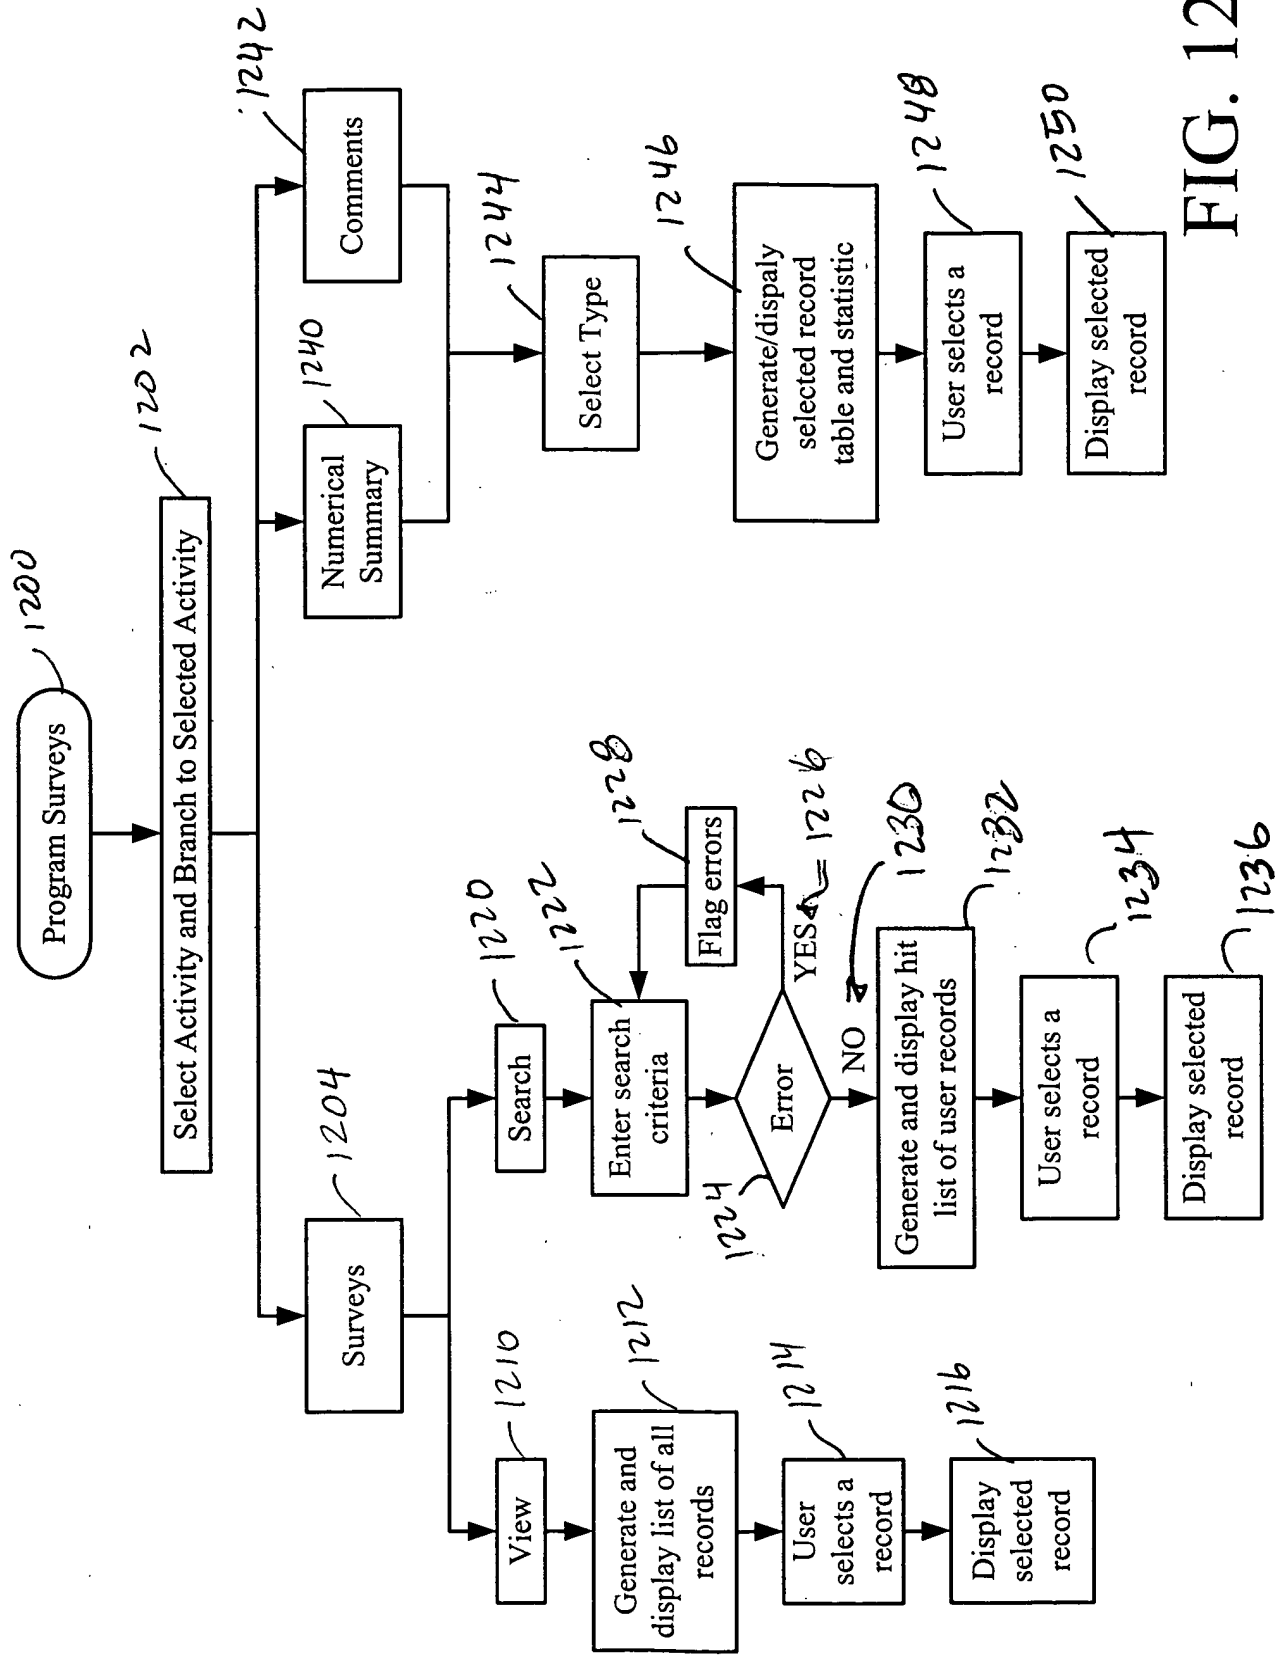 Program Surveys
1200
Select Activity and Branch to Selected Activity
1202
Surveys
1204
Numerical
Summary
1240
Comments
1242
View
1210
Generate and
display list of all
records
1212
User
selects a
record
1214
Display
selected
record
1216
Search
1220
Enter search
criteria
1222
Error
1224
YES
1226
Flag errors
1228
NO
1230
Generate and display hit
list of user records
1232
User selects a
record
1234
Display selected
record
1236
Select Type
1244
Generate/dispaly
selected record
table and statistic
1246
User selects a
record
1248
Display selected
record
1250
FIG. 12